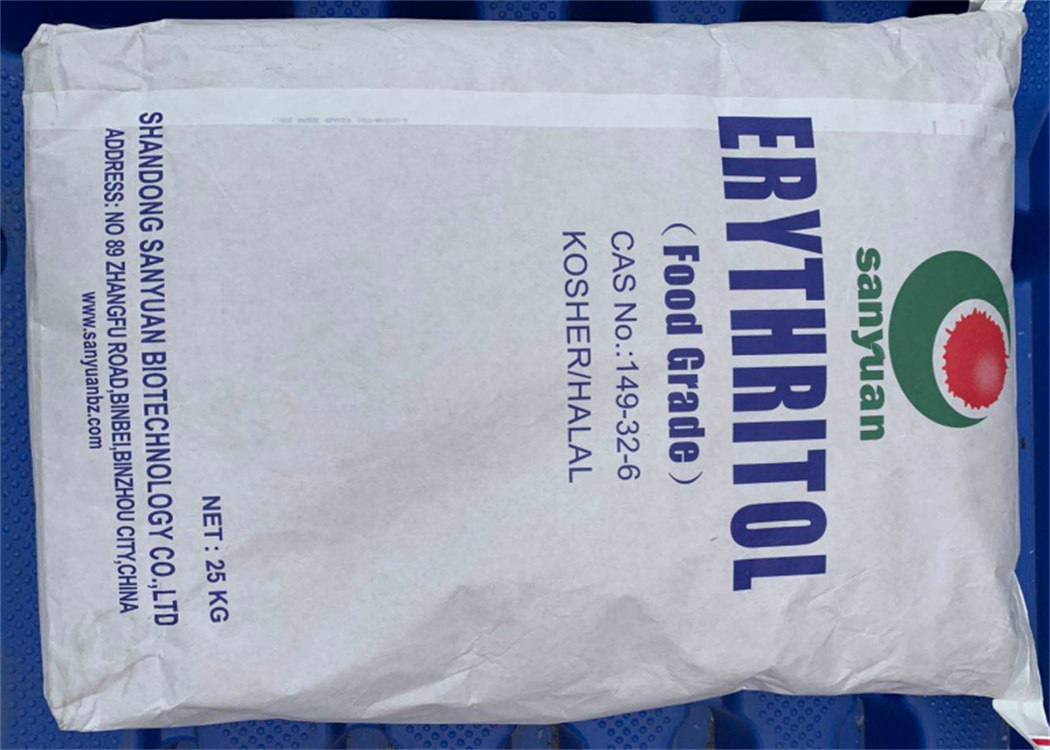 sanyuan
ERYTHRITOL
(Food Grade)
CAS No.:149-32-6
KOSHER/HALAL
NET: 25 KG
SHANDONG SANYUAN BIOTECHNOLOGY CO.,LTD
ADDRESS: NO 89 ZHANGFU ROAD,BINBEI,BINZHOU CITY,CHINA
www.sanyuanbz.com